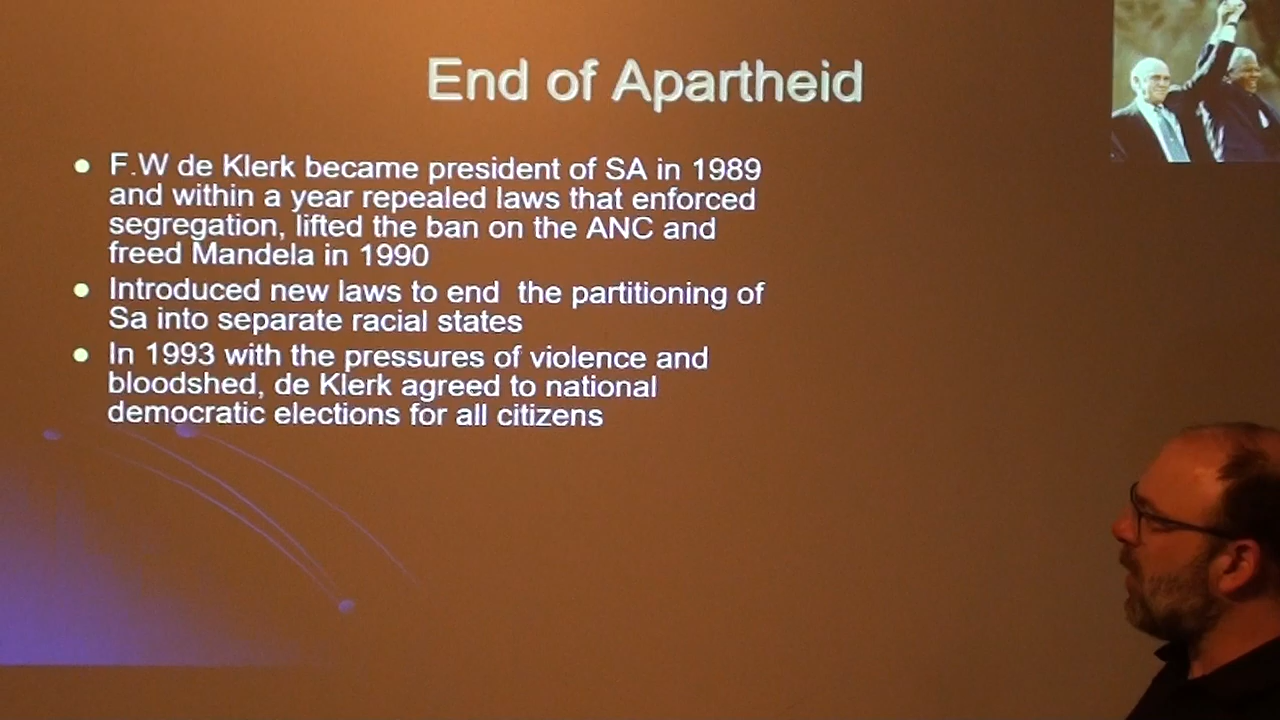 End of Apartheid
F.W de Klerk became president of SA in 1989
and within a year repealed laws that enforced
segregation, lifted the ban on the ANC and
freed Mandela in 1990
Introduced new laws to end  the partitioning of
Sa into separate racial states
In 1993 with the pressures of violence and
bloodshed, de Klerk agreed to national
democratic elections for all citizens